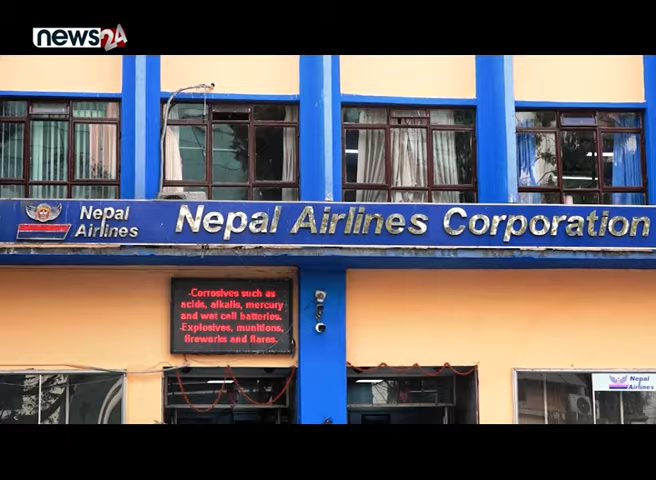 news24
Nepal
Airlines
Nepal Airlines Corporation
-Corrosives such as
acids, alkalis, mercury
and wet cell batteries.
-Explosives, munitions,
fireworks and flares.
Nepal
Airlines